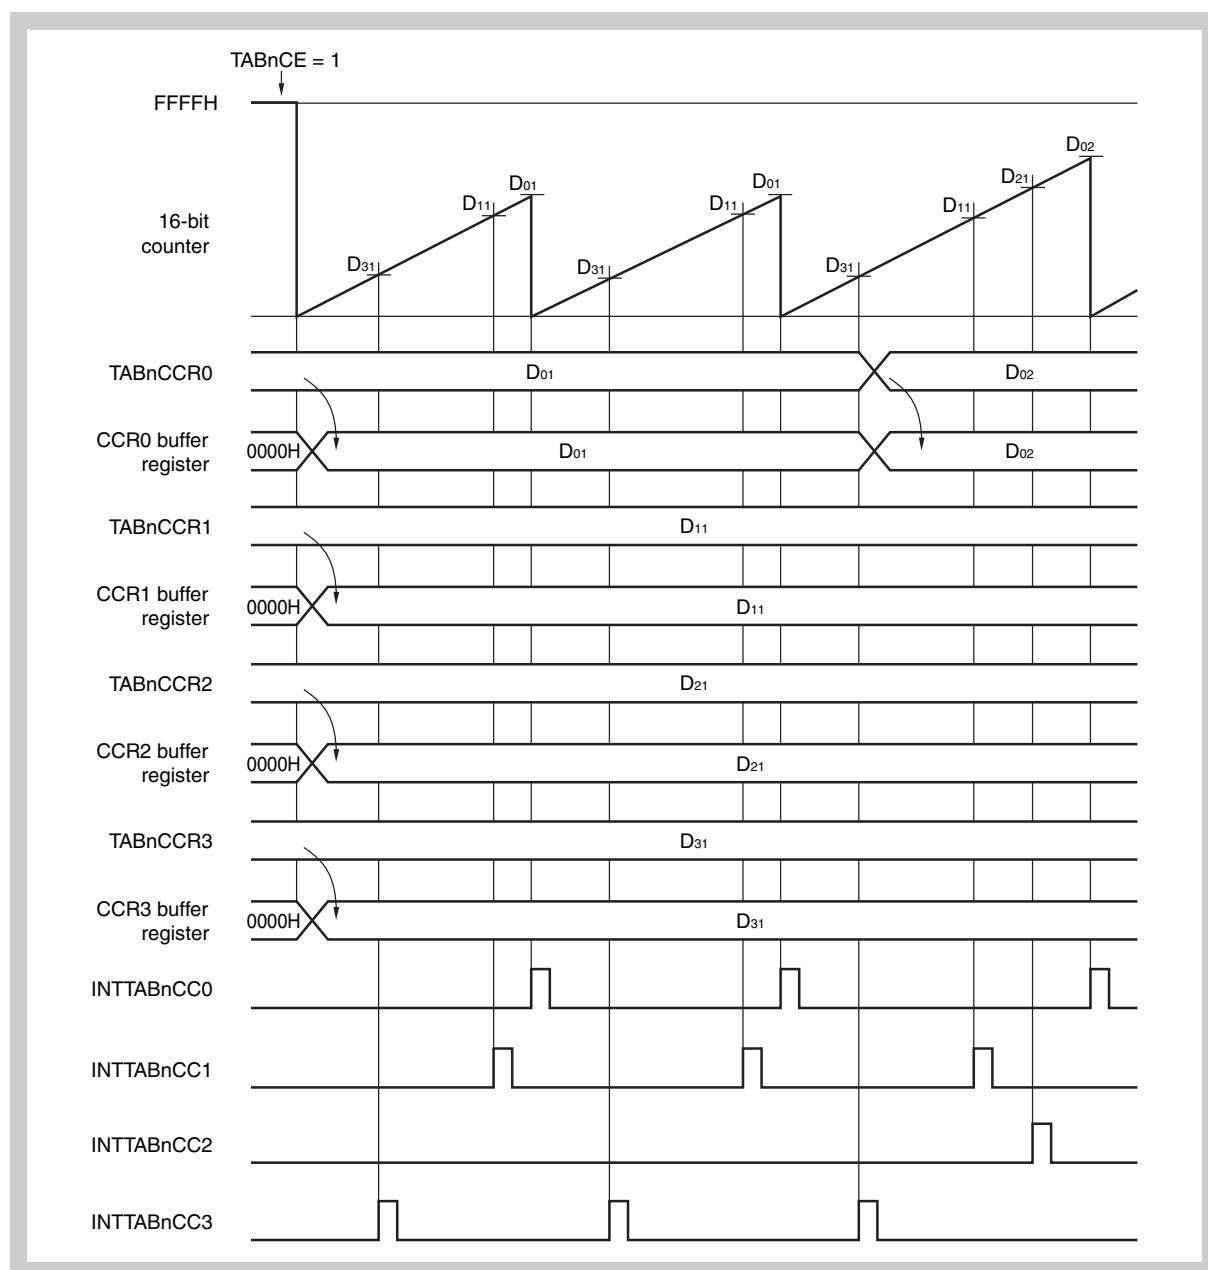 TABnCE = 1
FFFFH
D02
D21
D01
D01
D11
D11
D11
16-bit
counter
D31
D31
D31
TABnCCR0
D01
D02
CCR0 buffer
register
0000H
D01
D02
TABnCCR1
D11
CCR1 buffer
register
0000H
D11
TABnCCR2
D21
CCR2 buffer
register
0000H
D21
TABnCCR3
D31
CCR3 buffer
register
0000H
D31
INTTABnCC0
INTTABnCC1
INTTABnCC2
INTTABnCC3